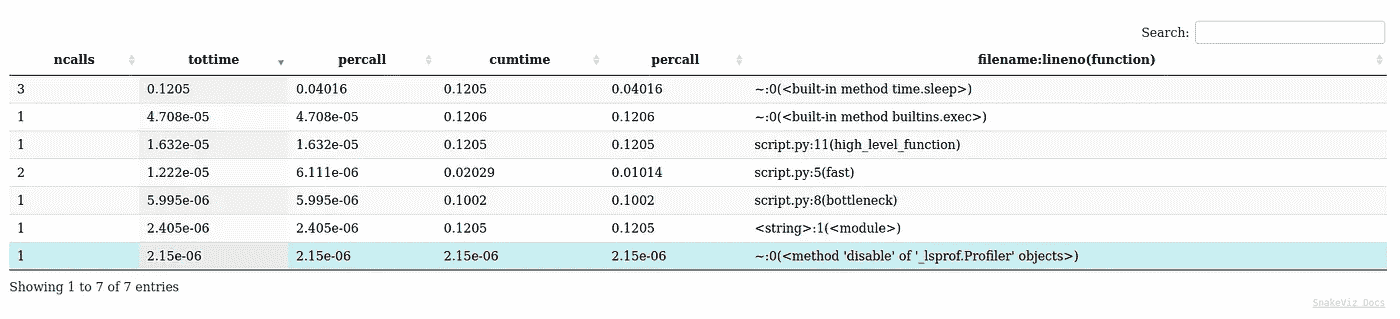 Search:
ncalls tottime percall cumtime percall filename:lineno(function)
3 0.1205 0.04016 0.1205 0.04016 ~:0(<built-in method time.sleep>)
1 4.708e-05 4.708e-05 0.1206 0.1206 ~:0(<built-in method builtins.exec>)
1 1.632e-05 1.632e-05 0.1205 0.1205 script.py:11(high_level_function)
2 1.222e-05 6.111e-06 0.02029 0.01014 script.py:5(fast)
1 5.995e-06 5.995e-06 0.1002 0.1002 script.py:8(bottleneck)
1 2.405e-06 2.405e-06 0.1205 0.1205 <string>:1(<module>)
1 2.15e-06 2.15e-06 2.15e-06 2.15e-06 ~:0(<method 'disable' of '_lsprof.Profiler' objects>)
Showing 1 to 7 of 7 entries
SnakeViz Docs